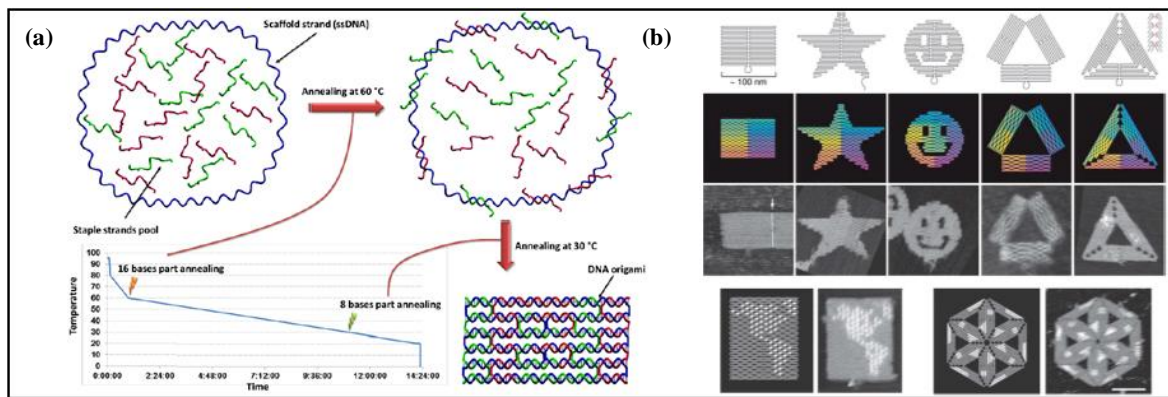 (a)
Scaffold strand (ssDNA)
Annealing at 60 °C
Staple strands pool
Annealing at 30 °C
DNA origami
16 bases part annealing
8 bases part annealing
Temperature
100
90
80
70
60
50
40
30
20
10
0
0:00:00 2:24:00 4:48:00 7:12:00 9:36:00 12:00:00 14:24:00
Time
(b)
~ 100 nm